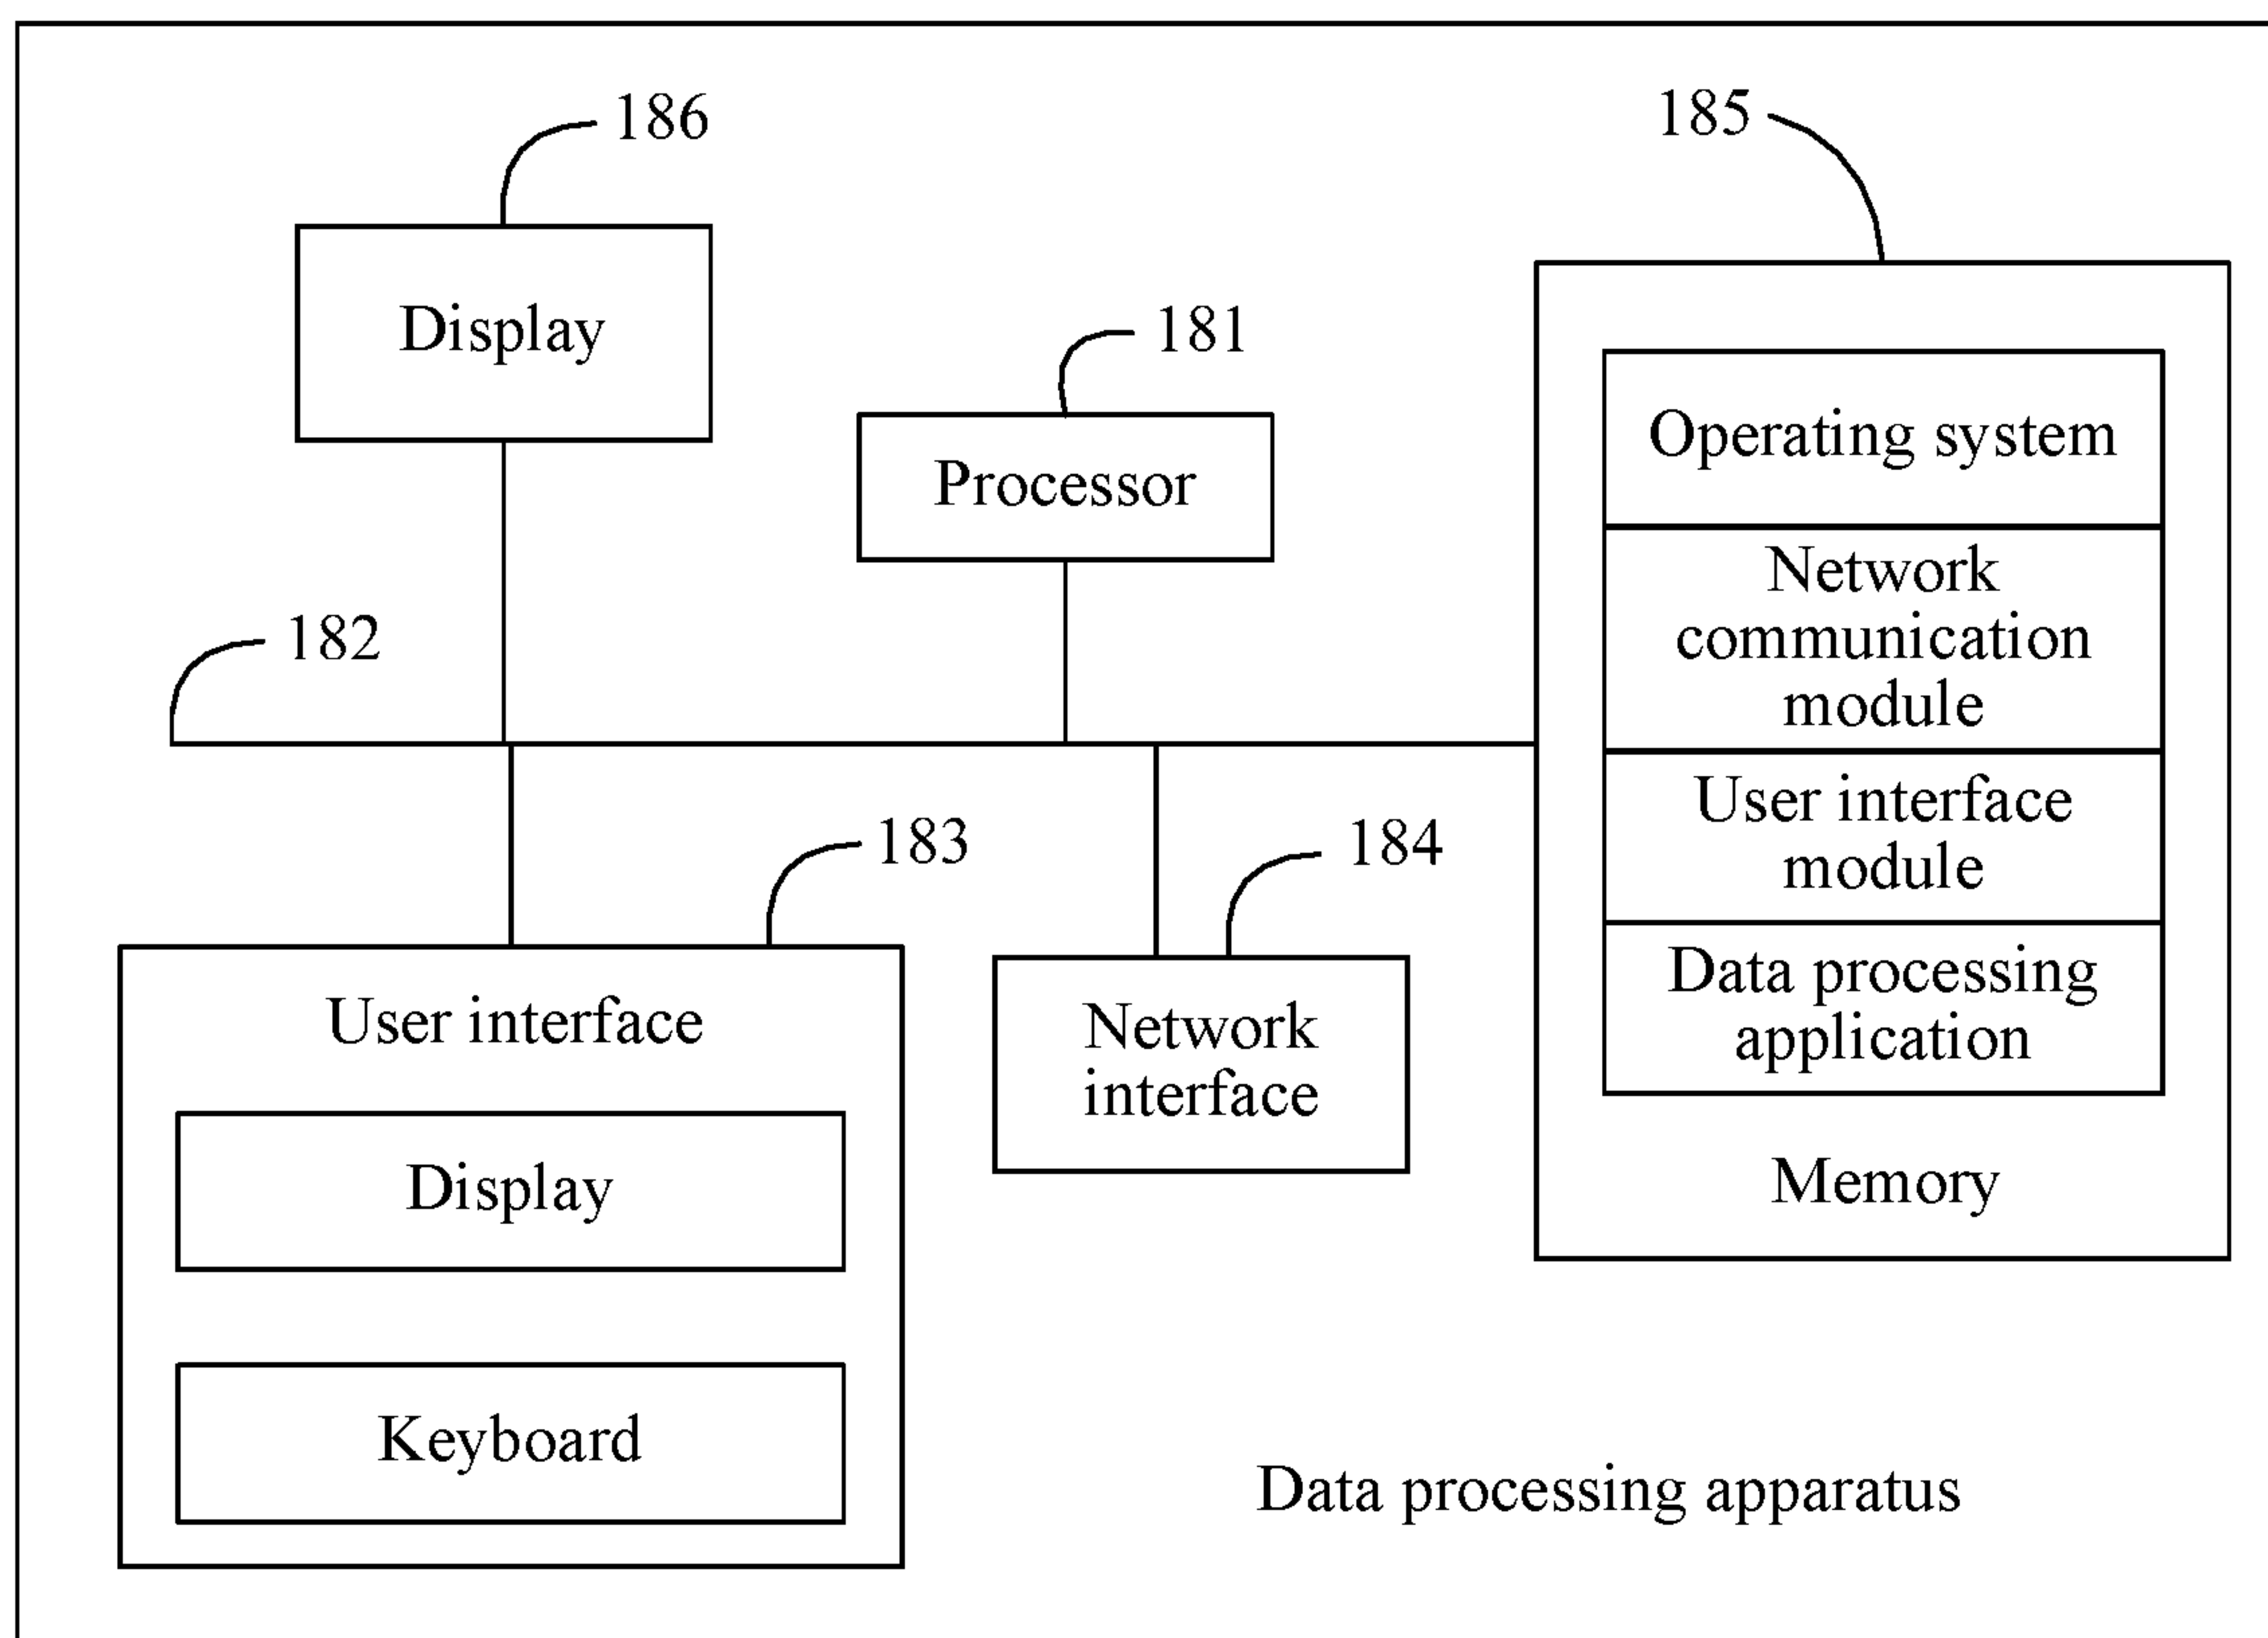 186
185
Display
181
Processor
Operating system
Network
communication
module
182
User interface
module
183
184
Data processing
application
User interface
Network
interface
Display
Memory
Keyboard
Data processing apparatus